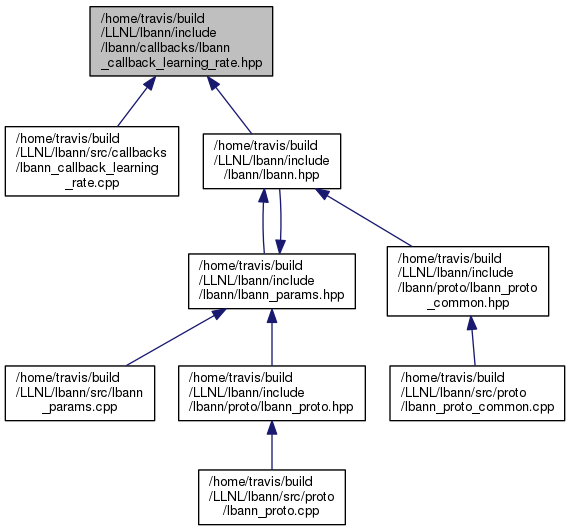 /home/travis/build
/LLNL/lbann/include
/lbann/callbacks/lbann
_callback_learning_rate.hpp
/home/travis/build
/LLNL/lbann/src/callbacks
/lbann_callback_learning
_rate.cpp
/home/travis/build
/LLNL/lbann/include
/lbann/lbann.hpp
/home/travis/build
/LLNL/lbann/include
/lbann/lbann_params.hpp
/home/travis/build
/LLNL/lbann/include
/lbann/proto/lbann_proto
_common.hpp
/home/travis/build
/LLNL/lbann/src/lbann
_params.cpp
/home/travis/build
/LLNL/lbann/include
/lbann/proto/lbann_proto.hpp
/home/travis/build
/LLNL/lbann/src/proto
/lbann_proto_common.cpp
/home/travis/build
/LLNL/lbann/src/proto
/lbann_proto.cpp